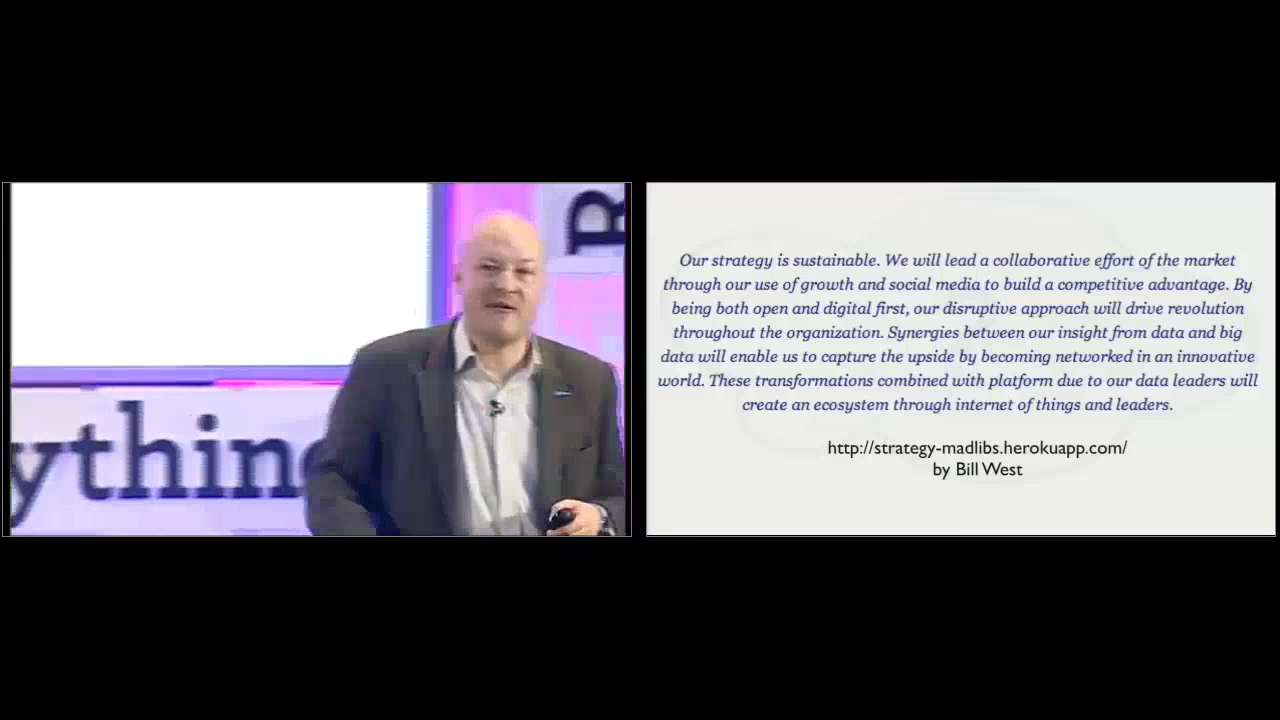 R
ything
Our strategy is sustainable. We will lead a collaborative effort of the market
through our use of growth and social media to build a competitive advantage. By
being both open and digital first, our disruptive approach will drive revolution
throughout the organization. Synergies between our insight from data and big
data will enable us to capture the upside by becoming networked in an innovative
world. These transformations combined with platform due to our data leaders will
create an ecosystem through internet of things and leaders.
http://strategy-madlibs.herokuapp.com/
by Bill West